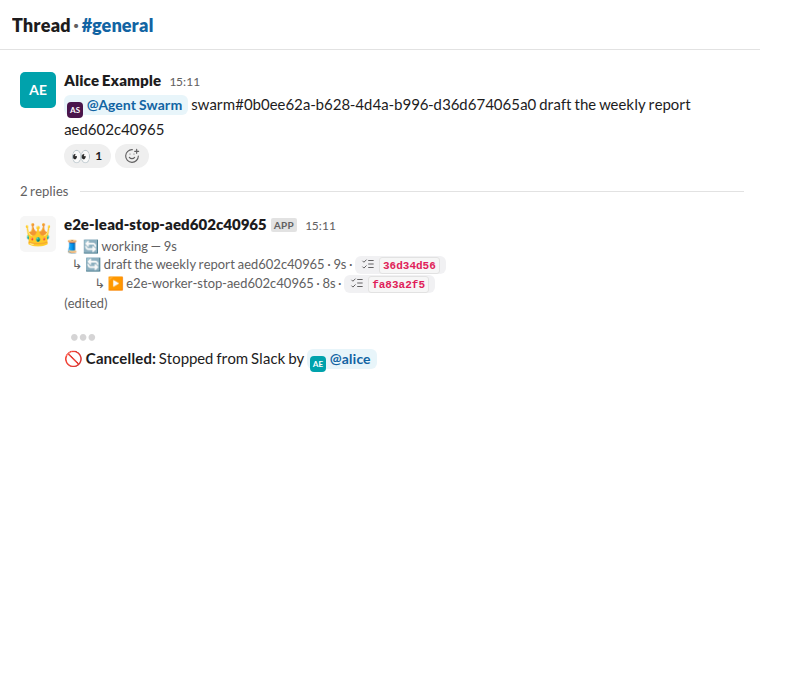 Thread • #general
AE Alice Example 15:11
AS @Agent Swarm swarm#0b0ee62a-b628-4d4a-b996-d36d674065a0 draft the weekly report
aed602c40965
👀 1
2 replies
e2e-lead-stop-aed602c40965 APP 15:11
🧵 🔄 working — 9s
↳ 🔄 draft the weekly report aed602c40965 · 9s · 36d34d56
↳ ▶️ e2e-worker-stop-aed602c40965 · 8s · fa83a2f5
(edited)
🚫 Cancelled: Stopped from Slack by AE @alice